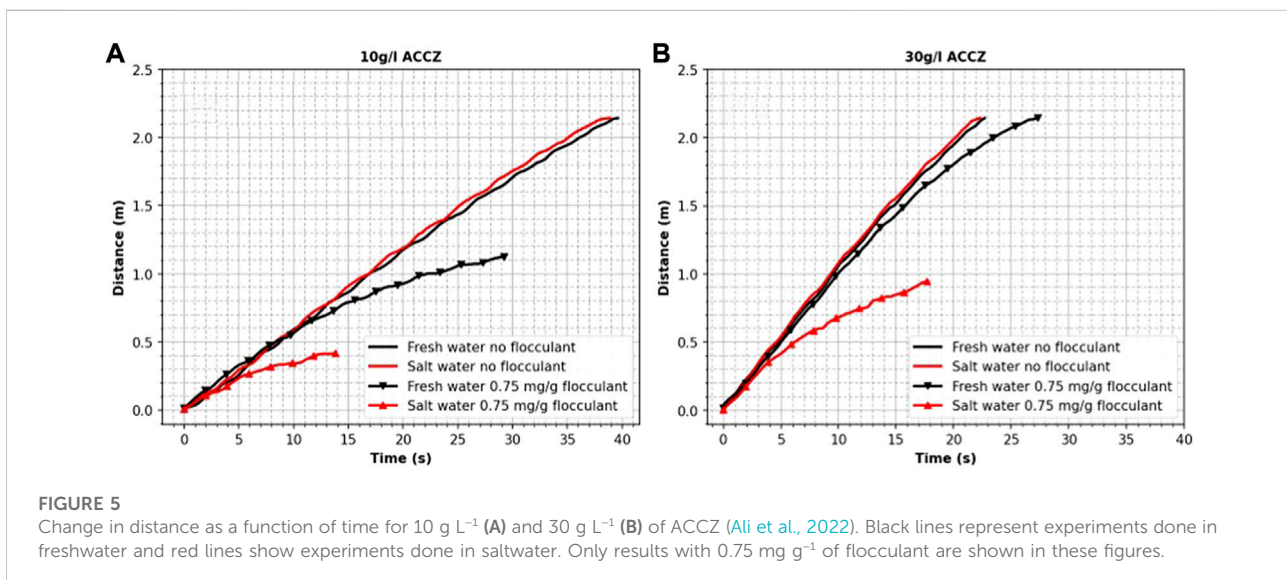 A
10g/l ACCZ
2.5
2.0
1.5
1.0
0.5
0.0
Distance (m)
Fresh water no flocculant
Salt water no flocculant
Fresh water 0.75 mg/g flocculant
Salt water 0.75 mg/g flocculant
0 5 10 15 20 25 30 35 40
Time (s)
B
30g/l ACCZ
2.5
2.0
1.5
1.0
0.5
0.0
Distance (m)
Fresh water no flocculant
Salt water no flocculant
Fresh water 0.75 mg/g flocculant
Salt water 0.75 mg/g flocculant
0 5 10 15 20 25 30 35 40
Time (s)
FIGURE 5
Change in distance as a function of time for 10 g L⁻¹ (A) and 30 g L⁻¹ (B) of ACCZ (Ali et al., 2022). Black lines represent experiments done in
freshwater and red lines show experiments done in saltwater. Only results with 0.75 mg g⁻¹ of flocculant are shown in these figures.